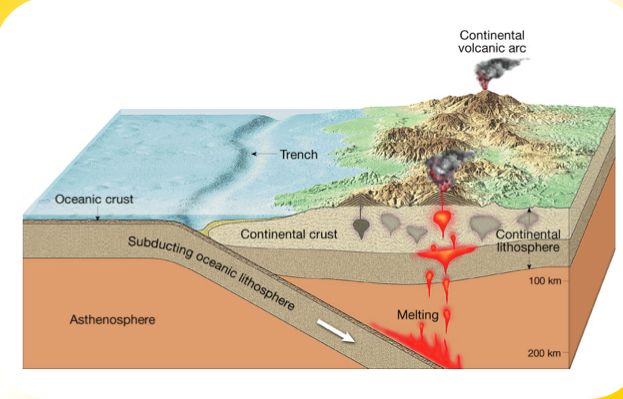 Continental
volcanic arc
Trench
Oceanic crust
Continental crust
Continental
lithosphere
Subducting oceanic lithosphere
100 km
Melting
Asthenosphere
200 km